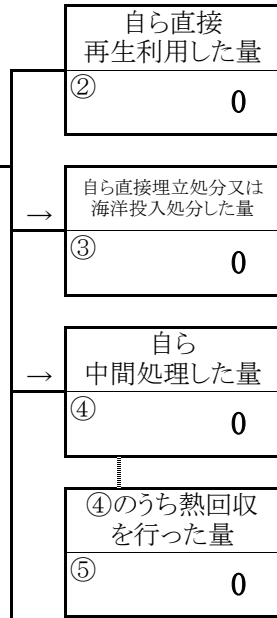 自ら直接
再生利用した量
②
0
自ら直接埋立処分又は
海洋投入処分した量
→
③
0
自ら
中間処理した量
→
④
0
④のうち熱回収
を行った量
⑤
0